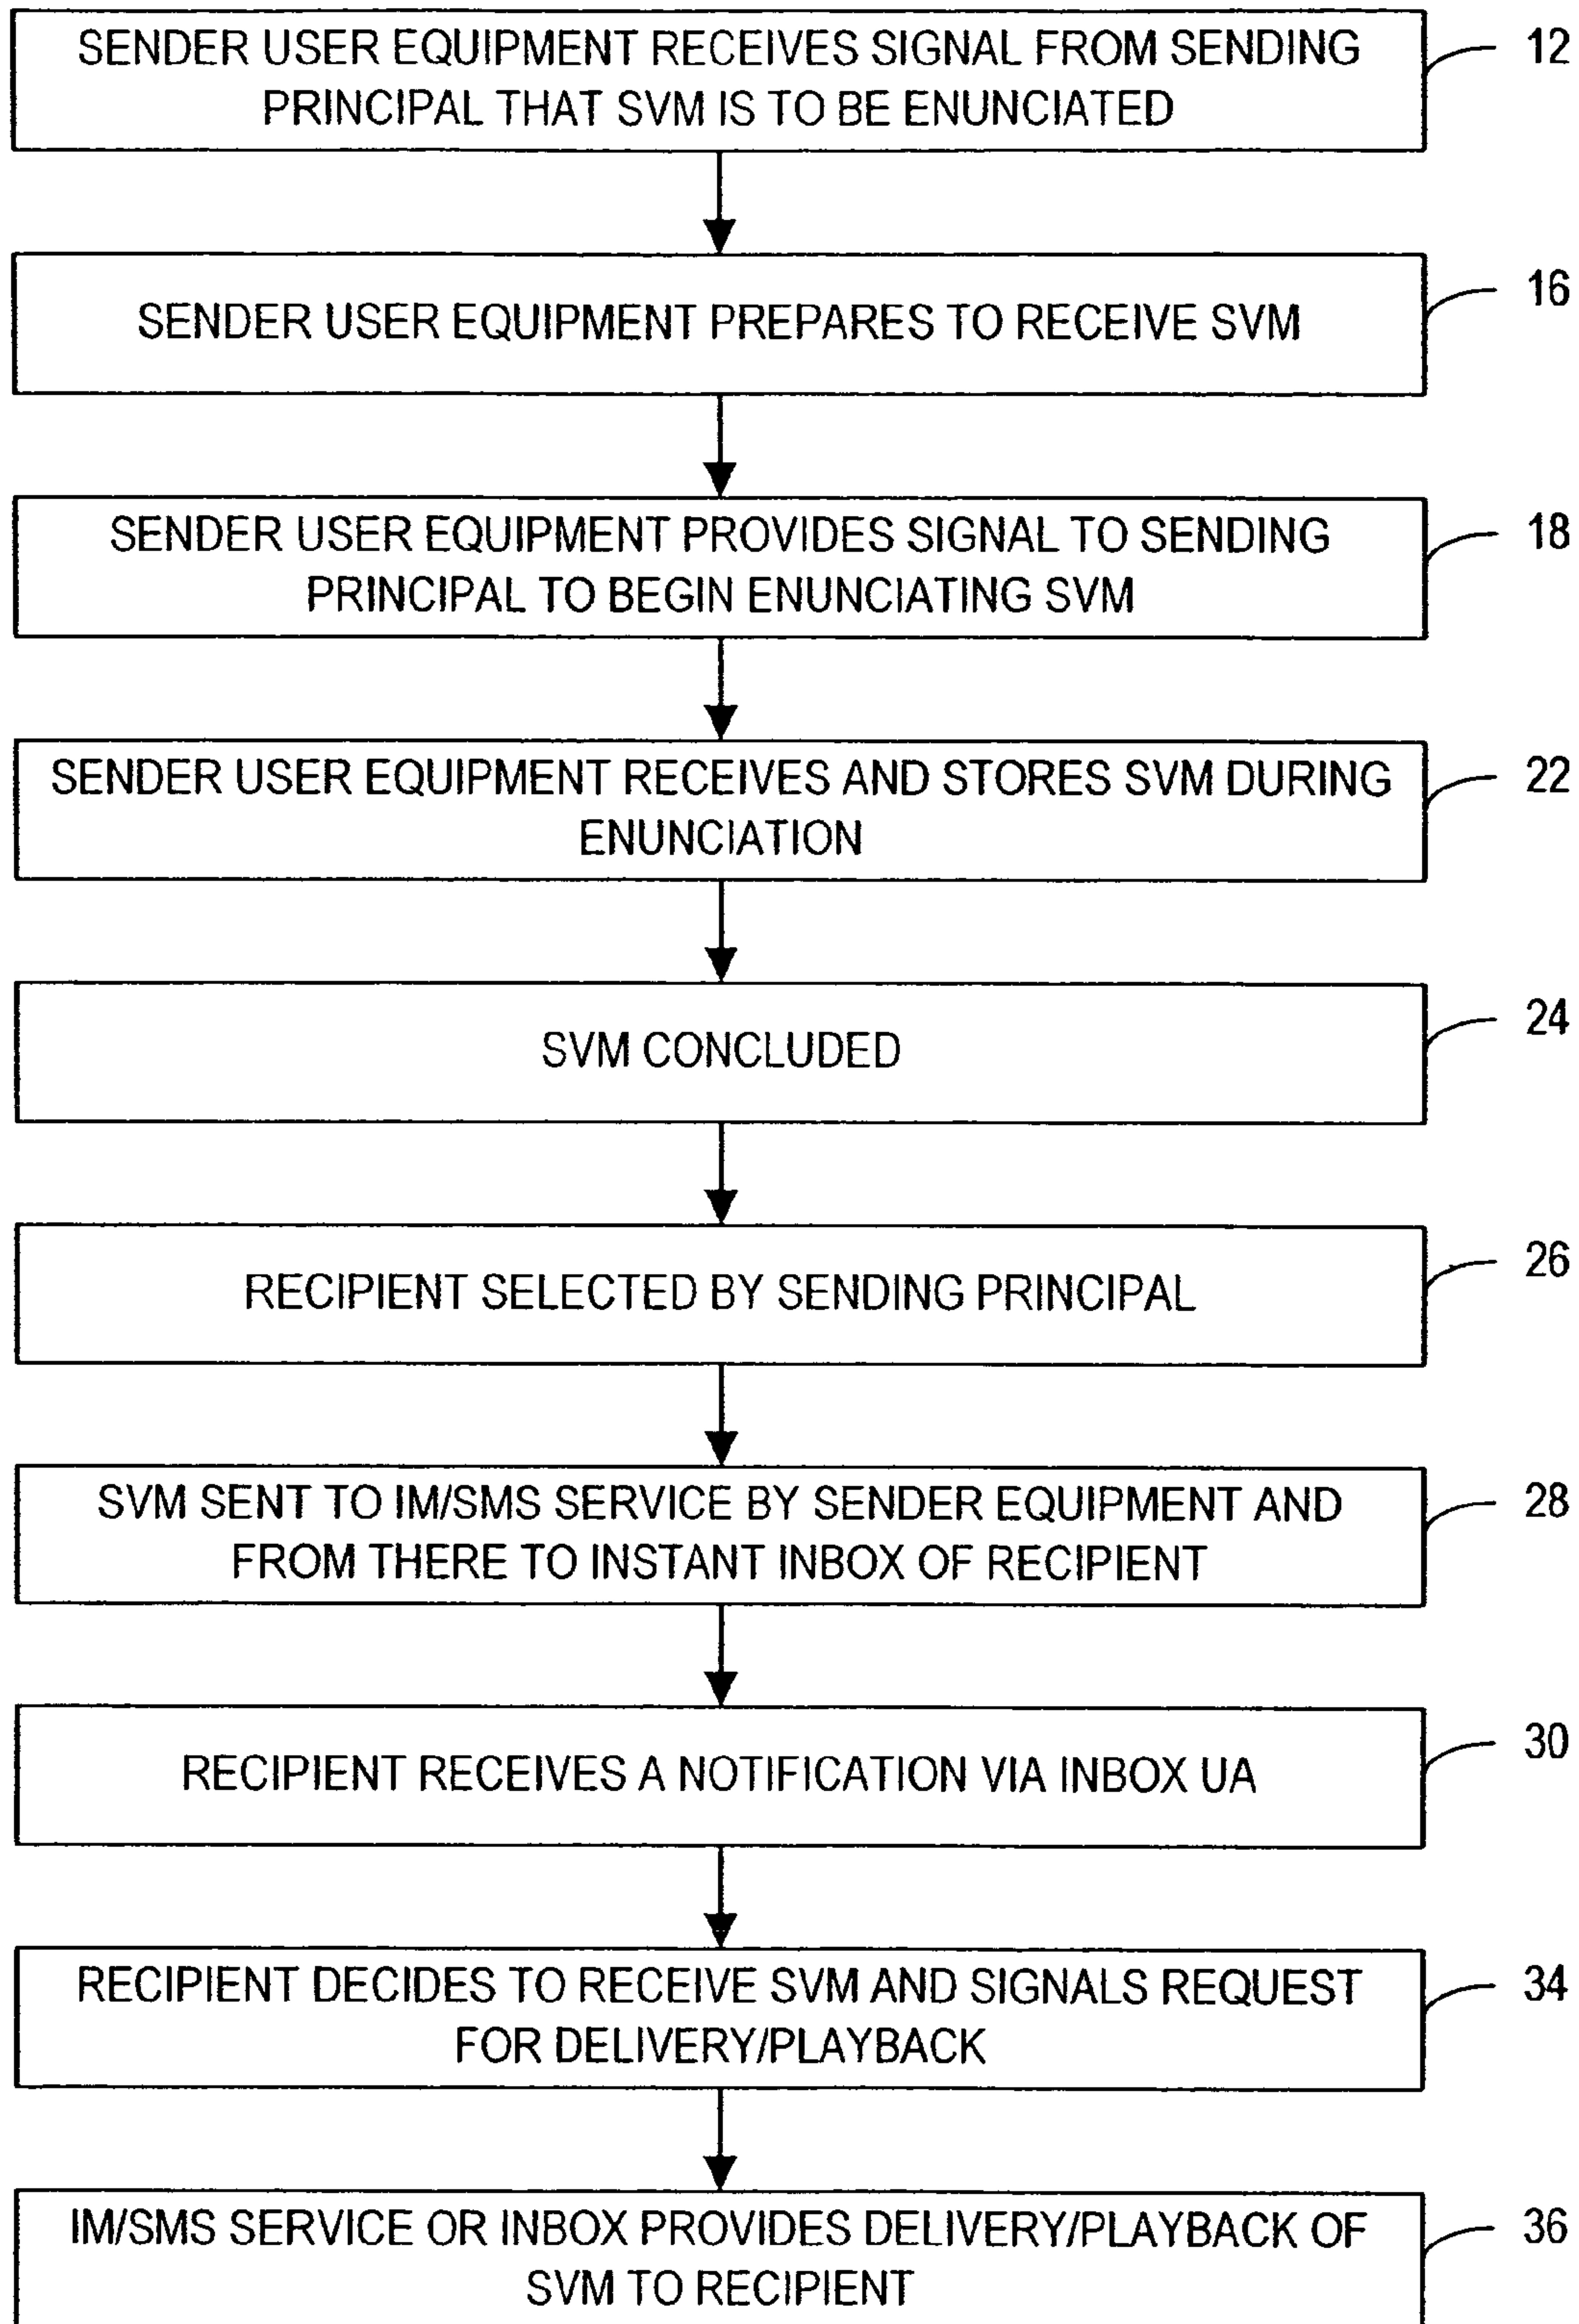 SENDER USER EQUIPMENT RECEIVES SIGNAL FROM SENDING
PRINCIPAL THAT SVM IS TO BE ENUNCIATED
12
SENDER USER EQUIPMENT PREPARES TO RECEIVE SVM
16
SENDER USER EQUIPMENT PROVIDES SIGNAL TO SENDING
PRINCIPAL TO BEGIN ENUNCIATING SVM
18
SENDER USER EQUIPMENT RECEIVES AND STORES SVM DURING
ENUNCIATION
22
SVM CONCLUDED
24
RECIPIENT SELECTED BY SENDING PRINCIPAL
26
SVM SENT TO IM/SMS SERVICE BY SENDER EQUIPMENT AND
FROM THERE TO INSTANT INBOX OF RECIPIENT
28
RECIPIENT RECEIVES A NOTIFICATION VIA INBOX UA
30
RECIPIENT DECIDES TO RECEIVE SVM AND SIGNALS REQUEST
FOR DELIVERY/PLAYBACK
34
IM/SMS SERVICE OR INBOX PROVIDES DELIVERY/PLAYBACK OF
SVM TO RECIPIENT
36